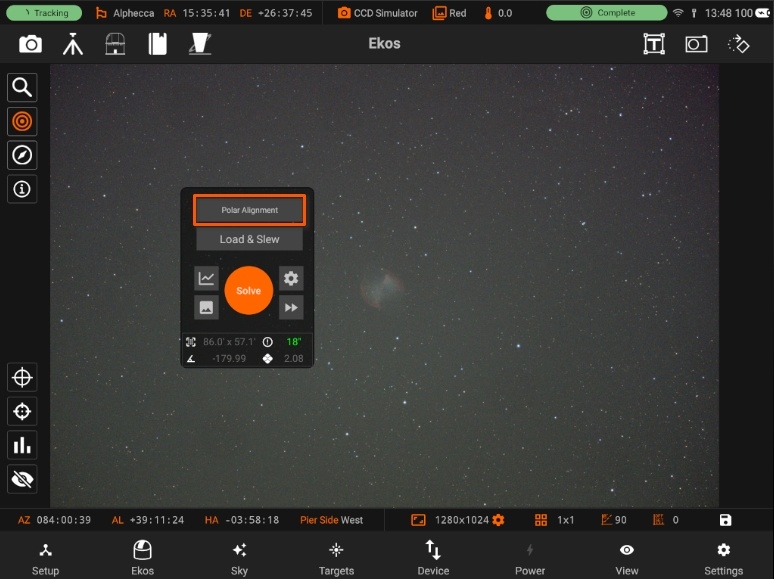 Tracking Alphecca RA 15:35:41 DE +26:37:45 CCD Simulator Red 0.0 Complete 13:48 100
Ekos
Polar Alignment
Load & Slew
Solve
86.0' x 57.1' 18"
-179.99 2.08
AZ 084:00:39 AL +39:11:24 HA -03:58:18 Pier Side West 1280x1024 1x1 90 0
Setup Ekos Sky Targets Device Power View Settings